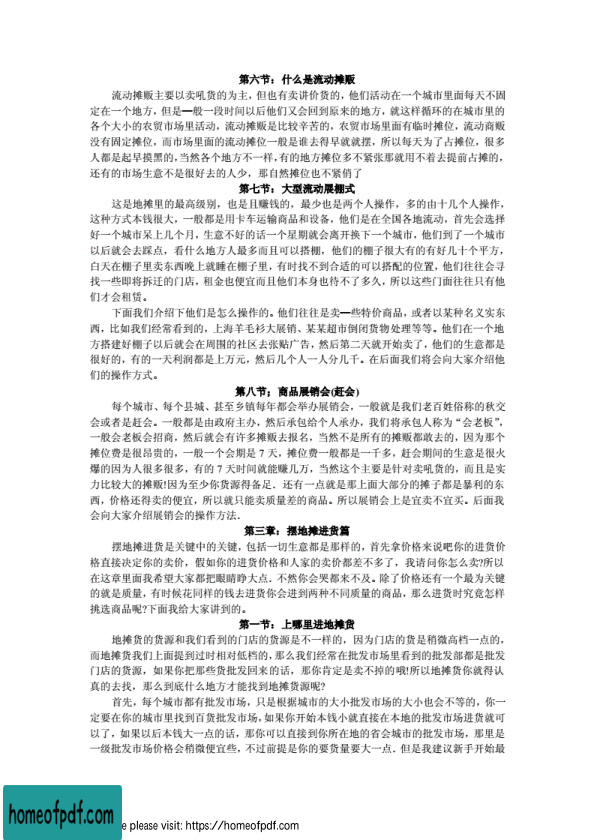 第六节：什么是流动摊贩
流动摊贩主要以卖吼货的为主，但也有卖讲价货的，他们活动在一个城市里面每天不固
定在一个地方，但是一般一段时间以后他们又会回到原来的地方，就这样循环的在城市里的
各个大小的农贸市场里活动，流动摊贩是比较辛苦的，农贸市场里面有临时摊位，流动商贩
没有固定摊位，而市场里面的流动摊位一般是谁去得早就就摆，所以每天为了占摊位，很多
人都是起早摸黑的，当然各个地方不一样，有的地方摊位多不紧张那就用不着去提前占摊的，
还有的市场生意不是很好去的人少，那自然摊位也不紧俏了
第七节：大型流动展棚式
这是地摊里的最高级别，也是且赚钱的，最少也是两个人操作，多的由十几个人操作，
这种方式本钱很大，一般都是用卡车运输商品和设备，他们是在全国各地流动，首先会选择
好一个城市呆上几个月，生意不好的话一个星期就会离开换下一个城市，他们到了一个城市
以后就会去踩点，看什么地方人最多而且可以搭棚，他们的棚子很大有的有好几十个平方，
白天在棚子里卖东西晚上就睡在棚子里，有时找不到合适的可以搭配的位置，他们往往会寻
找一些即将拆迁的门店，租金也便宜而且他们本身也待不了多久，所以这些门面往往只有他
们才会租赁。
下面我们介绍下他们是怎么操作的。他们往往是卖一些特价商品，或者以某种名义实东
西，比如我们经常看到的，上海羊毛衫大展销、某某超市倒闭货物处理等等。他们在一个地
方搭建好棚子以后就会在周围的社区去张贴广告，然后第二天就开始卖了，他们的生意都是
很好的，有的一天利润都是上万元，然后几个人一人分几千。在后面我们将会向大家介绍他
们的操作方式。
第八节：商品展销会(赶会)
每个城市、每个县城、甚至乡镇每年都会举办展销会，一般就是我们老百姓俗称的秋交
会或者是赶会。一般都是由政府主办，然后承包给个人承办，我们将承包人称为“会老板”，
一般会老板会招商，然后就会有许多摊贩去报名，当然不是所有的摊贩都敢去的，因为那个
摊位费是很昂贵的，一般一个会期是 7 天，摊位费一般都是一千多，赶会期间的生意是很火
爆的因为人很多很多，有的 7 天时间就能赚几万，当然这个主要是针对卖吼货的，而且是实
力比较大的摊贩!因为至少你货源得备足．还有一点就是那上面大部分的摊子都是暴利的东
西，价格还得卖的便宜，所以就只能卖质量差的商品。所以展销会上是宜卖不宜买。后面我
会向大家介绍展销会的操作方法．
第三章：摆地摊进货篇
摆地摊进货是关键中的关键，包括一切生意都是那样的，首先拿价格来说吧你的进货价
格直接决定你的卖价，假如你的进货价格和人家的卖价都差不多了，我请问你怎么卖?所以
在这章里面我希望大家都把眼睛睁大点．不然你会哭都来不及。除了价格还有一个最为关键
的就是质量，有时候花同样的钱去进货你会进到两种不同质量的商品，那么进货时究竟怎样
挑选商品呢?下面我给大家讲到的。
第一节：上哪里进地摊货
地摊货的货源和我们看到的门店的货源是不一样的，因为门店的货是稍微高档一点的，
而地摊货我们上面提到过时相对低档的，那么我们经常在批发市场里看到的批发部都是批发
门店的货源，如果你把那些货批发回来的话，那你肯定是卖不掉的哦!所以地摊货你就得认
真的去找，那么到底什么地方才能找到地摊货源呢?
首先，每个城市都有批发市场，只是根据城市的大小批发市场的大小也会不等的，你一
定要在你的城市里找到百货批发市场，如果你开始本钱小就直接在本地的批发市场进货就可
以了，如果以后本钱大一点的话，那你可以直接到你所在地的省会城市的批发市场，那里是
一级批发市场价格会稍微便宜些，不过前提是你的要货量要大一点．但是我建议新手开始最
homeofpdf.com
e please visit: https://homeofpdf.com